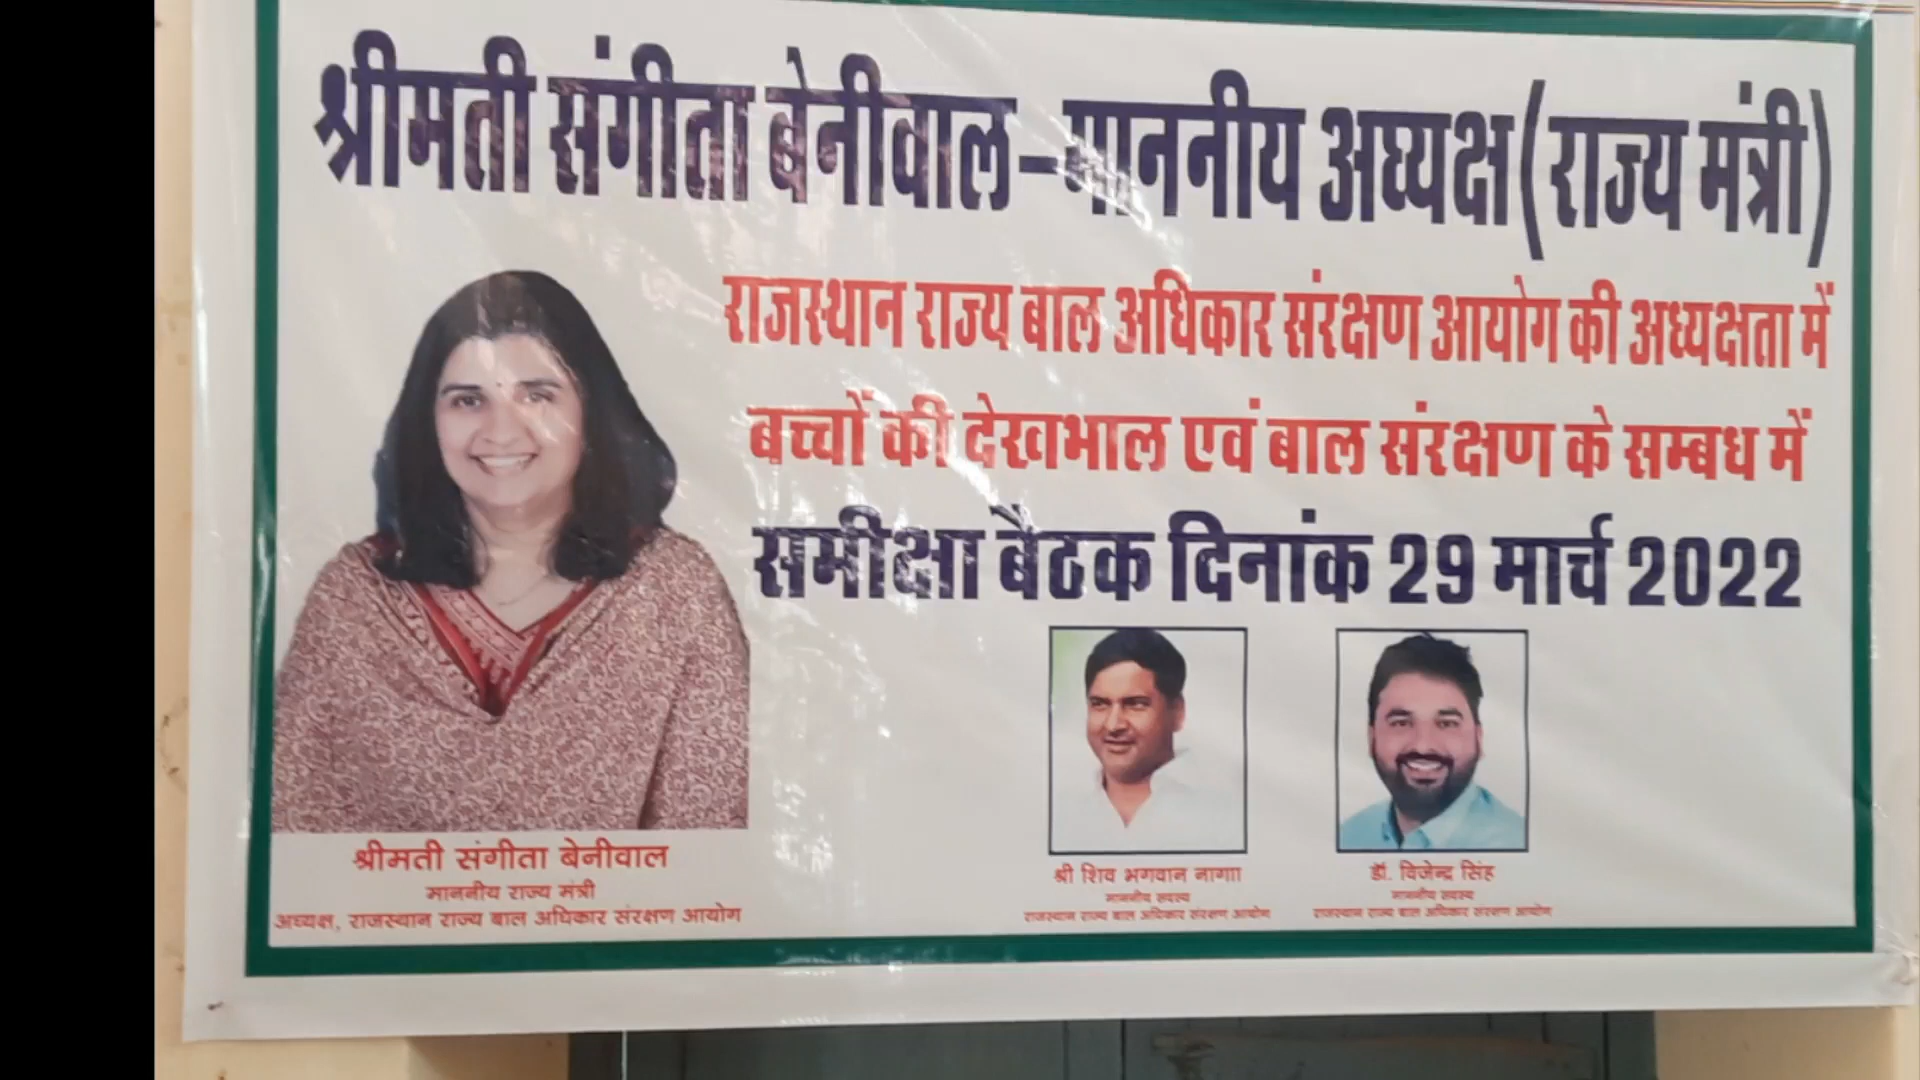 श्रीमती संगीता बेनीवाल–माननीय अध्यक्ष(राज्य मंत्री)
राजस्थान राज्य बाल अधिकार संरक्षण आयोग की अध्यक्षता में
बच्चों की देखभाल एवं बाल संरक्षण के सम्बध में
समीक्षा बैठक दिनांक 29 मार्च 2022
श्रीमती संगीता बेनीवाल
माननीय राज्य मंत्री
अध्यक्ष, राजस्थान राज्य बाल अधिकार संरक्षण आयोग
श्री शिव भगवान नागा
माननीय सदस्य
राजस्थान राज्य बाल अधिकार संरक्षण आयोग
डॉ. विजेन्द्र सिंह
माननीय सदस्य
राजस्थान राज्य बाल अधिकार संरक्षण आयोग